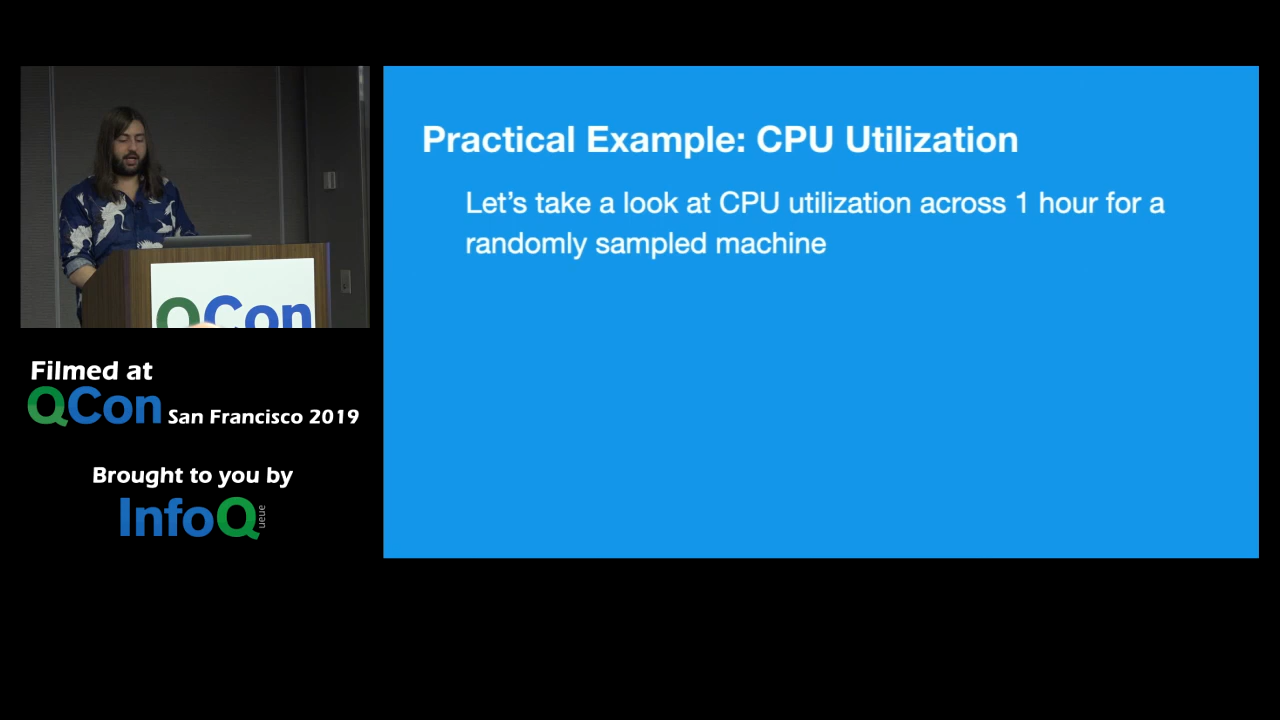 Practical Example: CPU Utilization
Let's take a look at CPU utilization across 1 hour for a
randomly sampled machine
QCon
Filmed at
QCon San Francisco 2019
Brought to you by
InfoQ
ueue